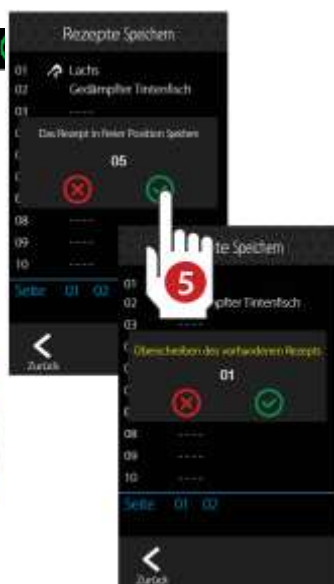 Rezepte Speichern
01 Lachs
02 Gedämpfter Tintenfisch
03 ----
Das Rezept in freier Position Speichern
05
08 ----
09 ----
10 ----
Seite 01 02
Zurück
5
te Speichern
01
02 pfter Tintenfisch
03
Überschreiben des vorhandenen Rezepts
01
08 ----
09 ----
10 ----
Seite 01 02
Zurück